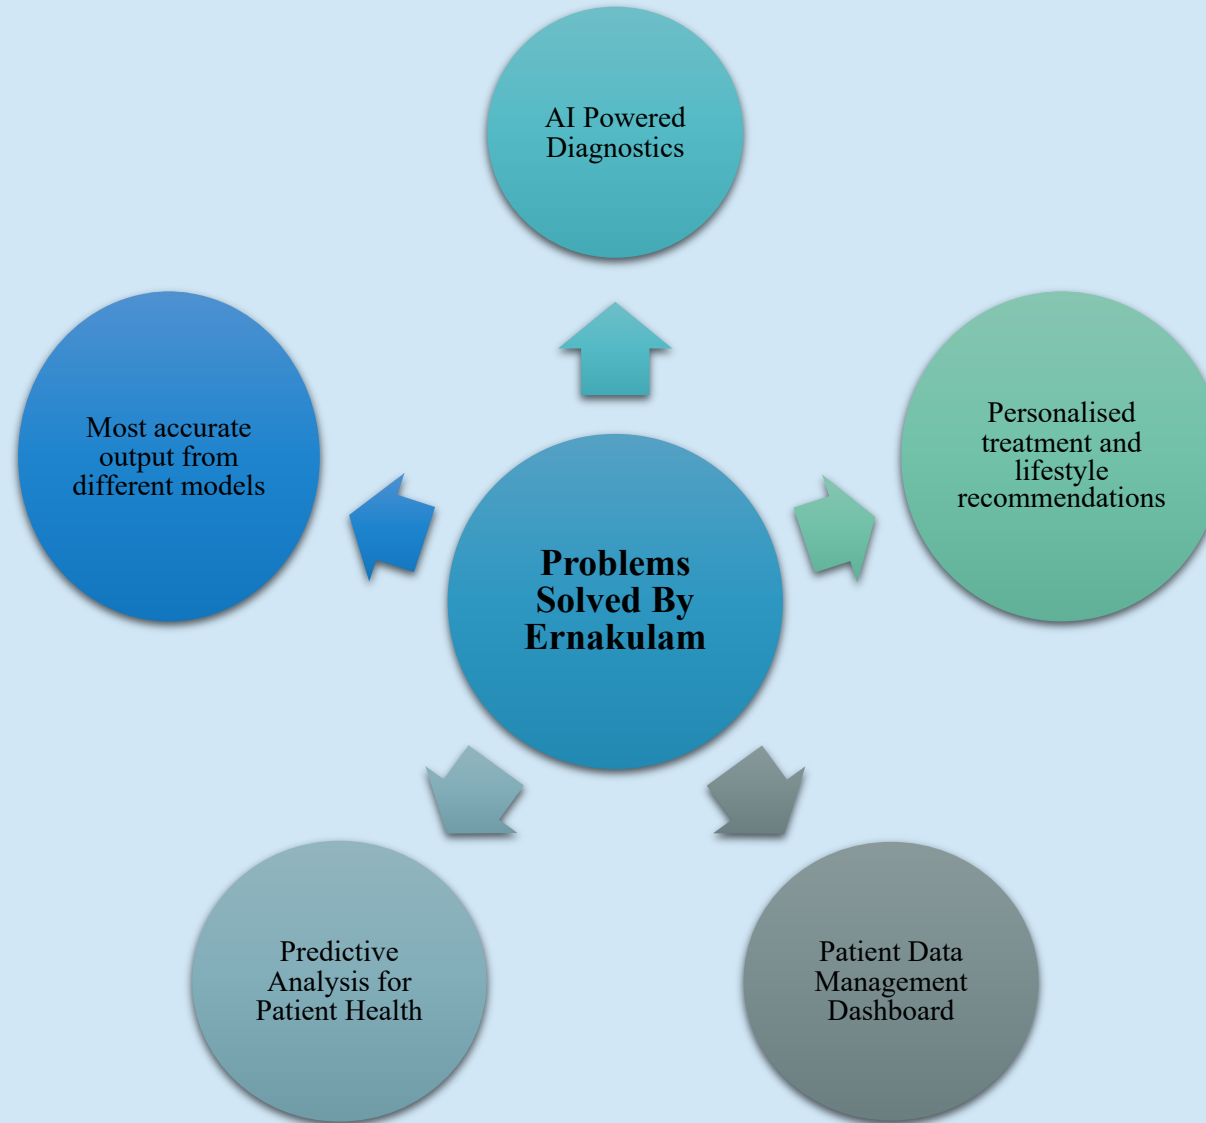 AI Powered
Diagnostics
Most accurate
output from
different models
Personalised
treatment and
lifestyle
recommendations
Problems
Solved By
Ernakulam
Predictive
Analysis for
Patient Health
Patient Data
Management
Dashboard